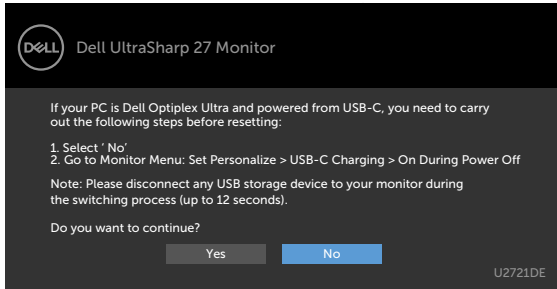 DELL Dell UltraSharp 27 Monitor
If your PC is Dell Optiplex Ultra and powered from USB-C, you need to carry
out the following steps before resetting:
1. Select ‘ No’
2. Go to Monitor Menu: Set Personalize > USB-C Charging > On During Power Off
Note: Please disconnect any USB storage device to your monitor during
the switching process (up to 12 seconds).
Do you want to continue?
Yes No
U2721DE